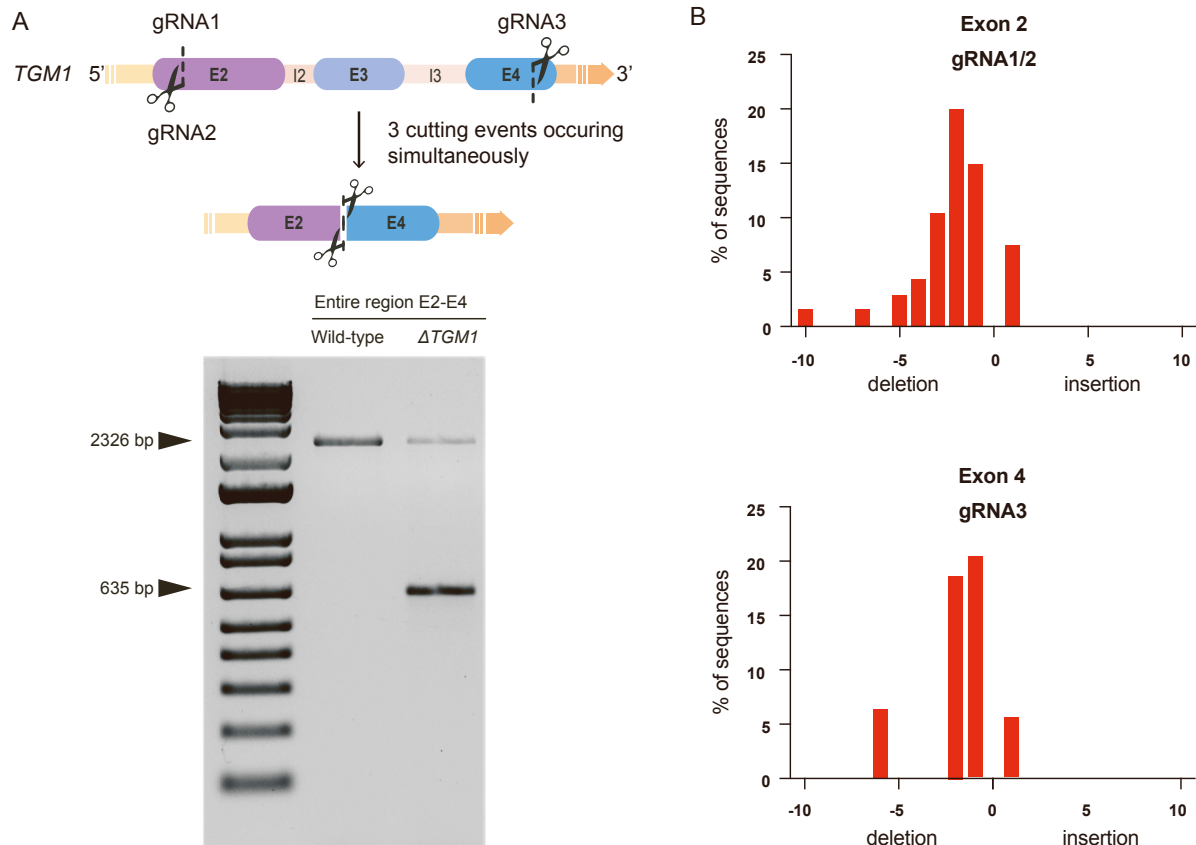 A
gRNA1
gRNA3
TGM1 5' E2 I2 E3 I3 E4 3'
gRNA2
3 cutting events occuring
simultaneously
E2 E4
Entire region E2-E4
Wild-type ΔTGM1
2326 bp
635 bp
B
Exon 2
gRNA1/2
% of sequences
25
20
15
10
5
0
-10 -5 0 5 10
deletion insertion
Exon 4
gRNA3
% of sequences
25
20
15
10
5
0
-10 -5 0 5 10
deletion insertion